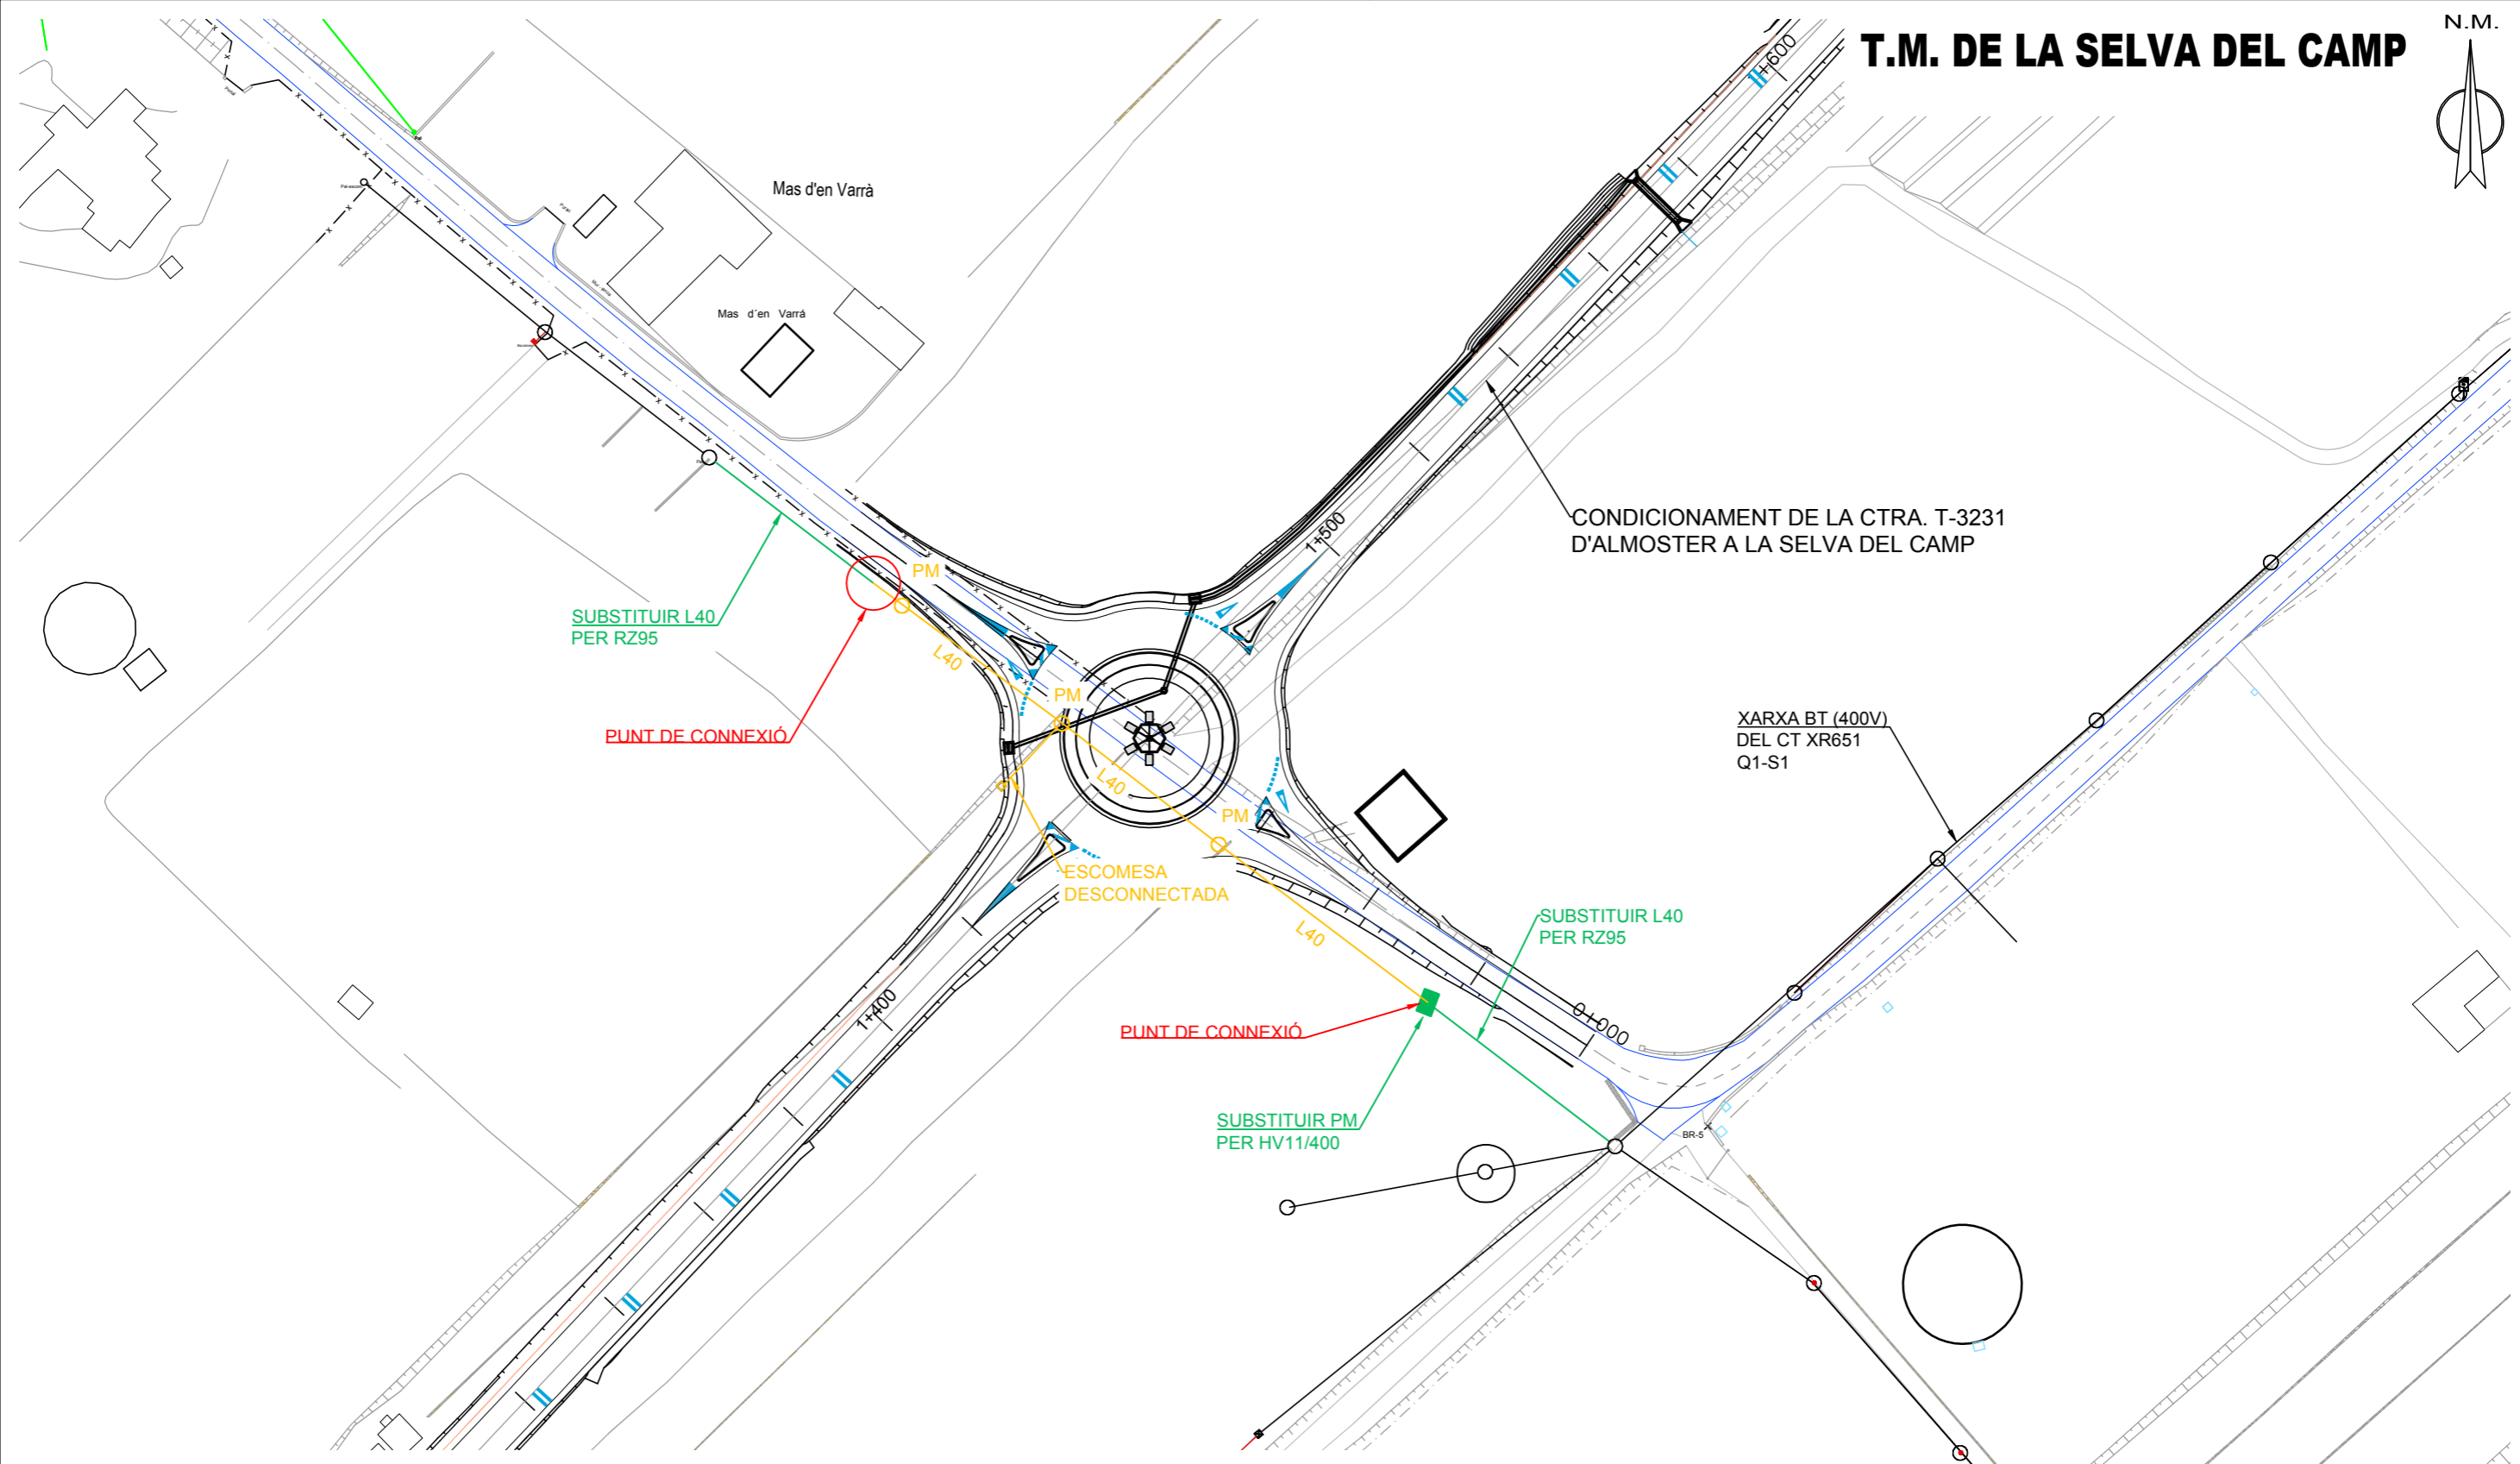 N.M.
T.M. DE LA SELVA DEL CAMP
1+600
Mas d'en Varrà
Mas d´en Varrá
CONDICIONAMENT DE LA CTRA. T-3231
D'ALMOSTER A LA SELVA DEL CAMP
1+500
PM
SUBSTITUIR L40
PER RZ95
L40
PM
PUNT DE CONNEXIÓ
XARXA BT (400V)
DEL CT XR651
Q1-S1
L40
PM
ESCOMESA
DESCONNECTADA
SUBSTITUIR L40
PER RZ95
L40
1+400
0+000
PUNT DE CONNEXIÓ
SUBSTITUIR PM
PER HV11/400
BR-5